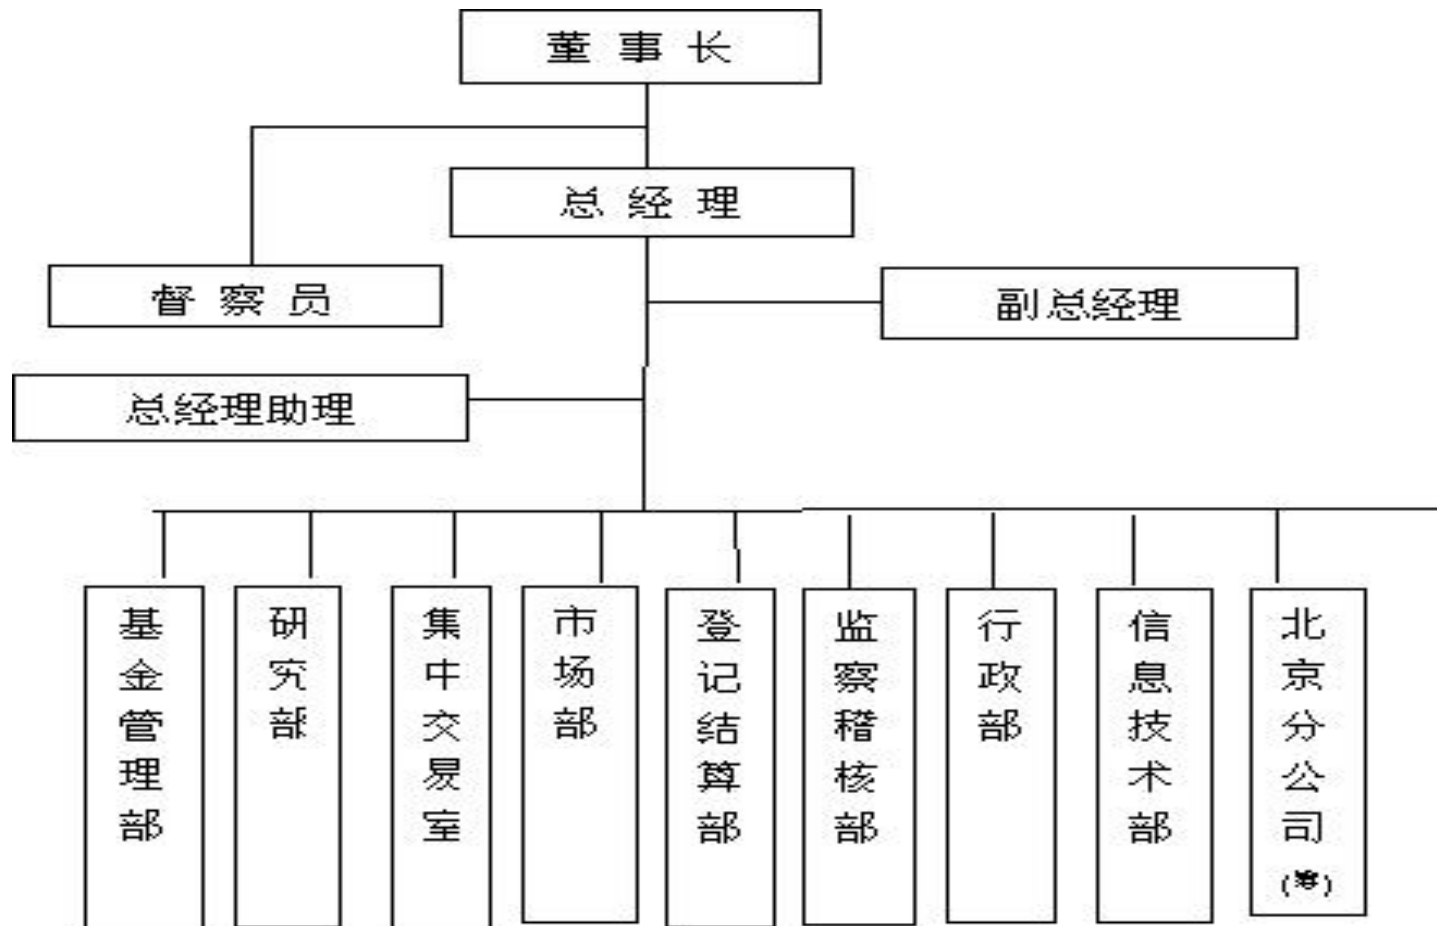 董事长
总经理
督察员
副总经理
总经理助理
基金管理部
研究部
集中交易室
市场部
登记结算部
监察稽核部
行政部
信息技术部
北京分公司(筹)